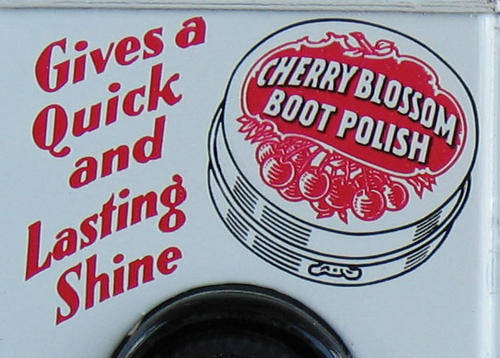 Gives a
Quick
and
Lasting
Shine
CHERRY BLOSSOM
BOOT POLISH